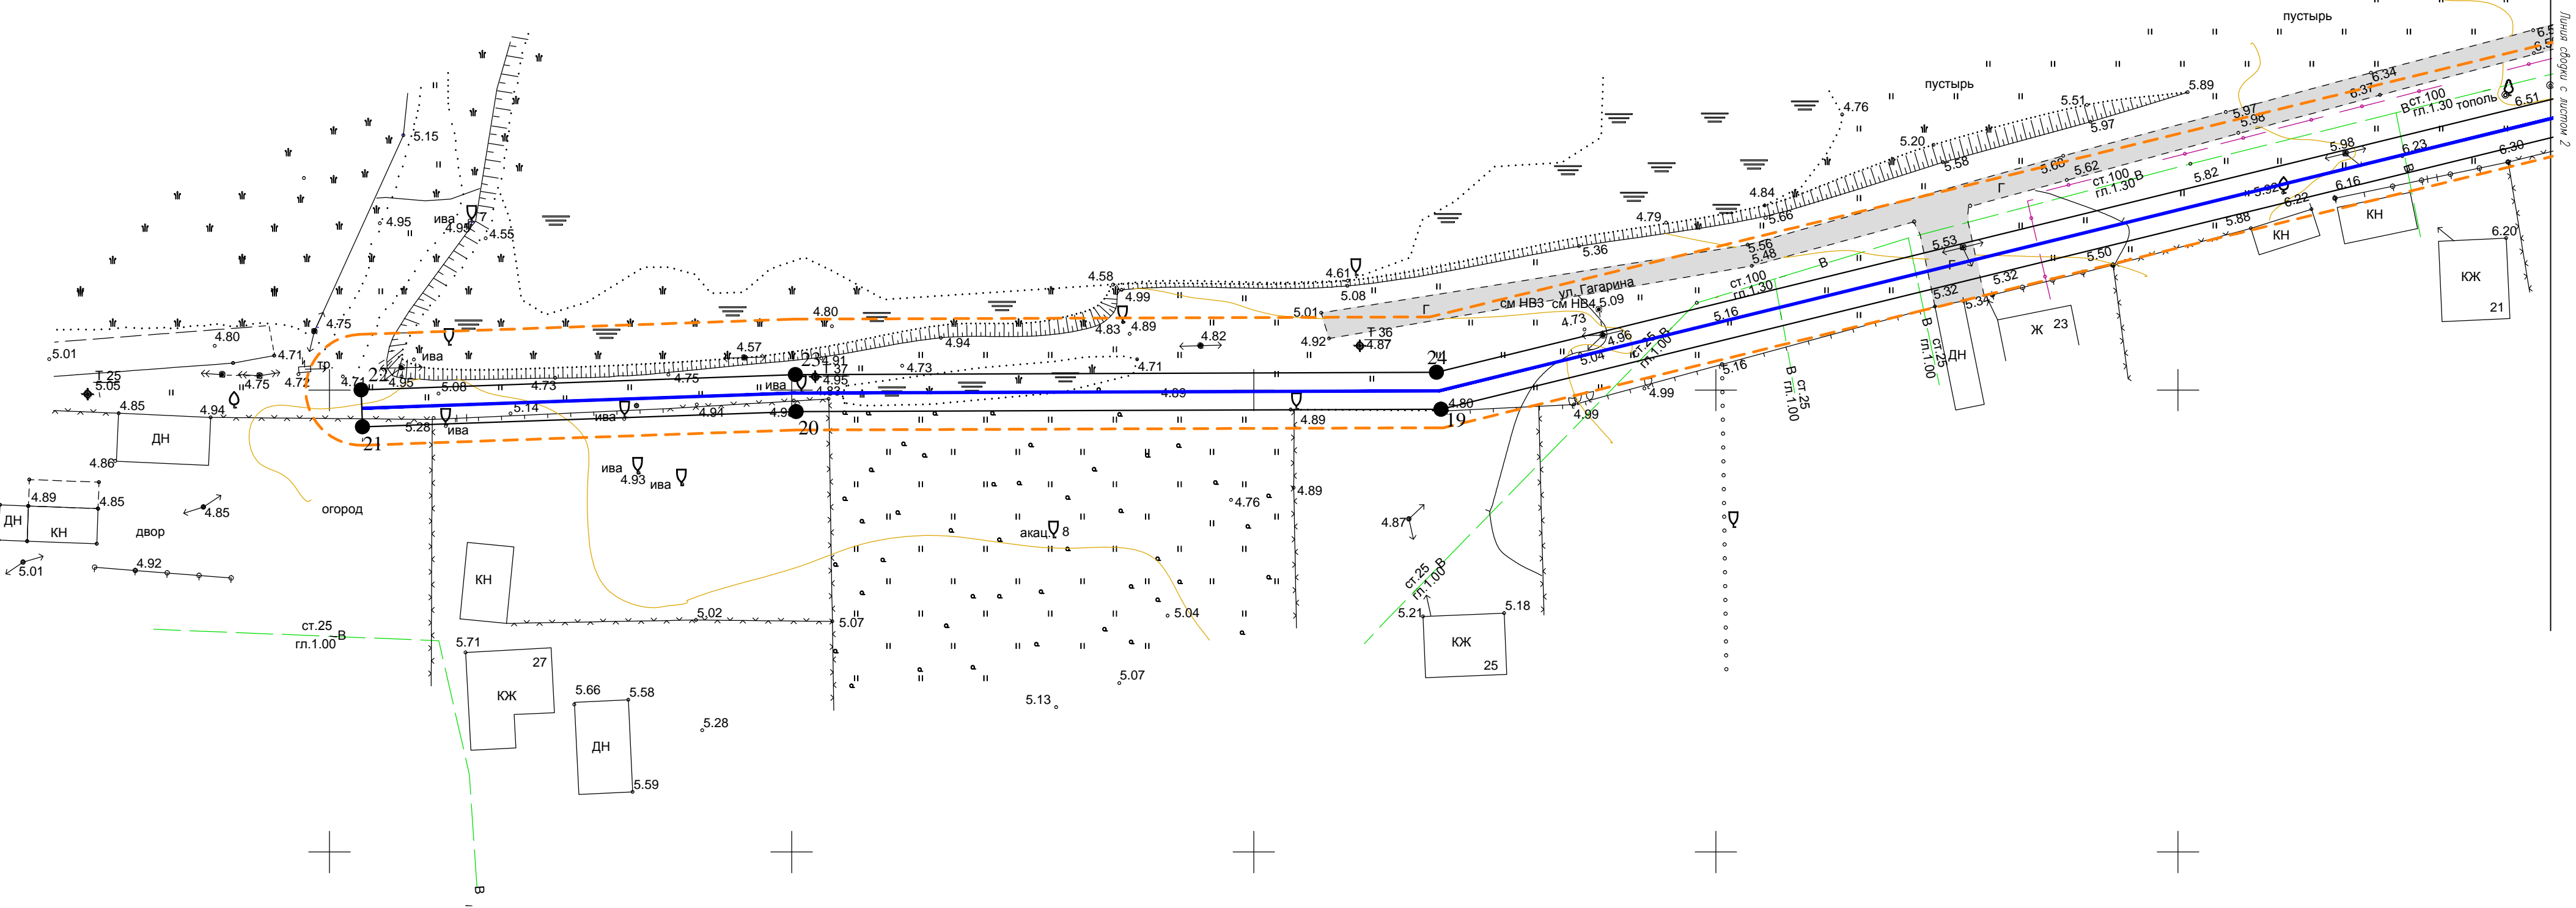 Линия сводки с листом 2
пустырь
пустырь
6.34
6.37
5.97
5.98
ст.100
гл.1.30
В
тополь
6.51
5.89
5.51
5.97
5.20
5.58
5.60
5.62
ст.100
гл.1.30
В
5.82
5.98
6.23
В
6.30
5.92
6.16
6.22
5.88
КН
КН
6.20
КЖ
21
Г
4.76
4.84
5.66
4.79
5.56
5.48
5.36
5.53
Г
5.50
5.32
5.34
5.32
Ж
23
В
ст.100
гл.1.30
ул. Гагарина
см НВ3
см НВ4
5.09
5.16
4.73
4.96
5.04
ст.25
В
гл.1.00
В
ст.25
гл.1.00
ДН
В
ст.25
гл.1.00
5.16
4.99
4.99
4.61
5.08
5.01
Г
Т 36
4.87
4.92
24
4.80
19
4.58
4.99
4.83
4.89
4.82
4.94
4.71
4.89
4.89
4.89
4.80
4.57
23
4.91
Т 37
4.95
4.83
4.73
ива
20
4.75
4.94
4.73
5.14
ива
5.08
5.28
ива
ива
4.95
22
21
5.15
4.95
ива
7
4.95
4.55
4.75
4.71
тр.
4.72
4.75
4.80
5.01
Т 25
5.05
4.85
4.94
ДН
4.86
4.89
4.85
ДН
КН
двор
4.85
огород
5.01
4.92
ива
4.93
ива
акац.
8
4.76
4.87
КН
5.02
5.07
5.04
5.07
5.13
ст.25
гл.1.00
В
5.71
27
КЖ
5.66
5.58
ДН
5.59
5.28
ст.25
В
гл.1.00
5.21
5.18
КЖ
25
В